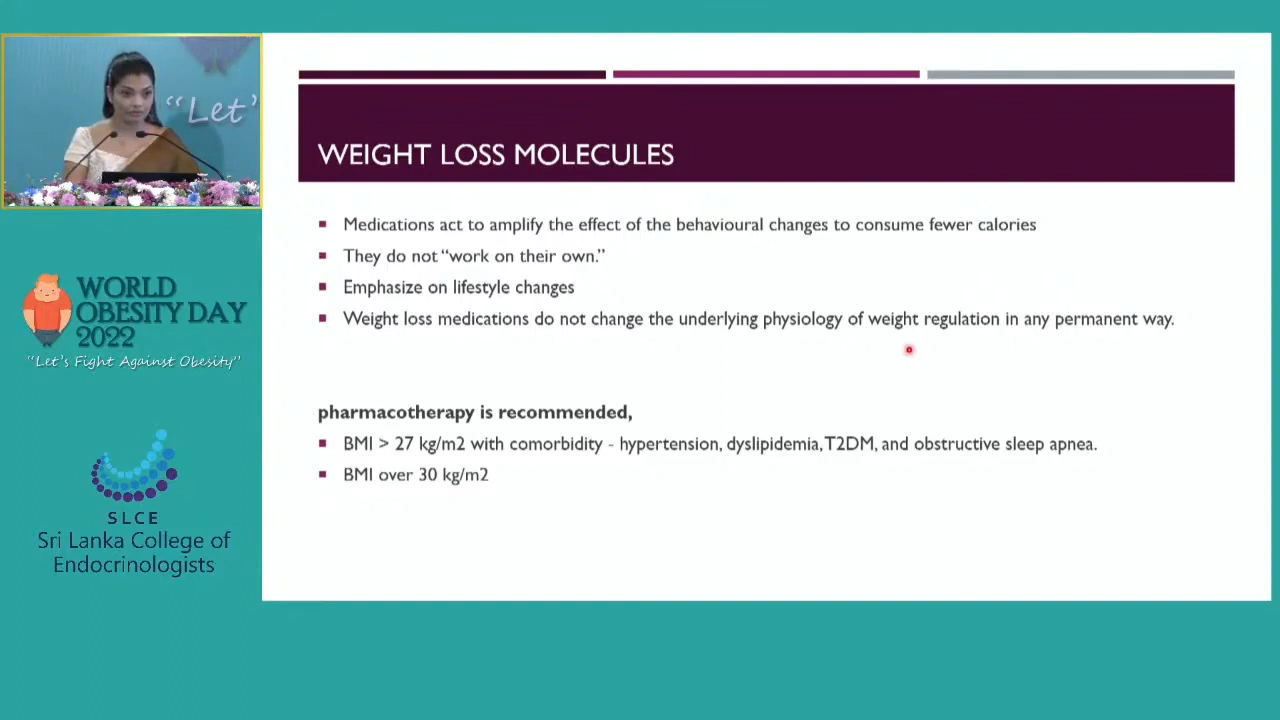 "Let'
WORLD
OBESITY DAY
2022
"Let's Fight Against Obesity"
SLCE
Sri Lanka College of
Endocrinologists
WEIGHT LOSS MOLECULES
Medications act to amplify the effect of the behavioural changes to consume fewer calories
They do not "work on their own."
Emphasize on lifestyle changes
Weight loss medications do not change the underlying physiology of weight regulation in any permanent way.
pharmacotherapy is recommended,
BMI > 27 kg/m2 with comorbidity - hypertension, dyslipidemia, T2DM, and obstructive sleep apnea.
BMI over 30 kg/m2